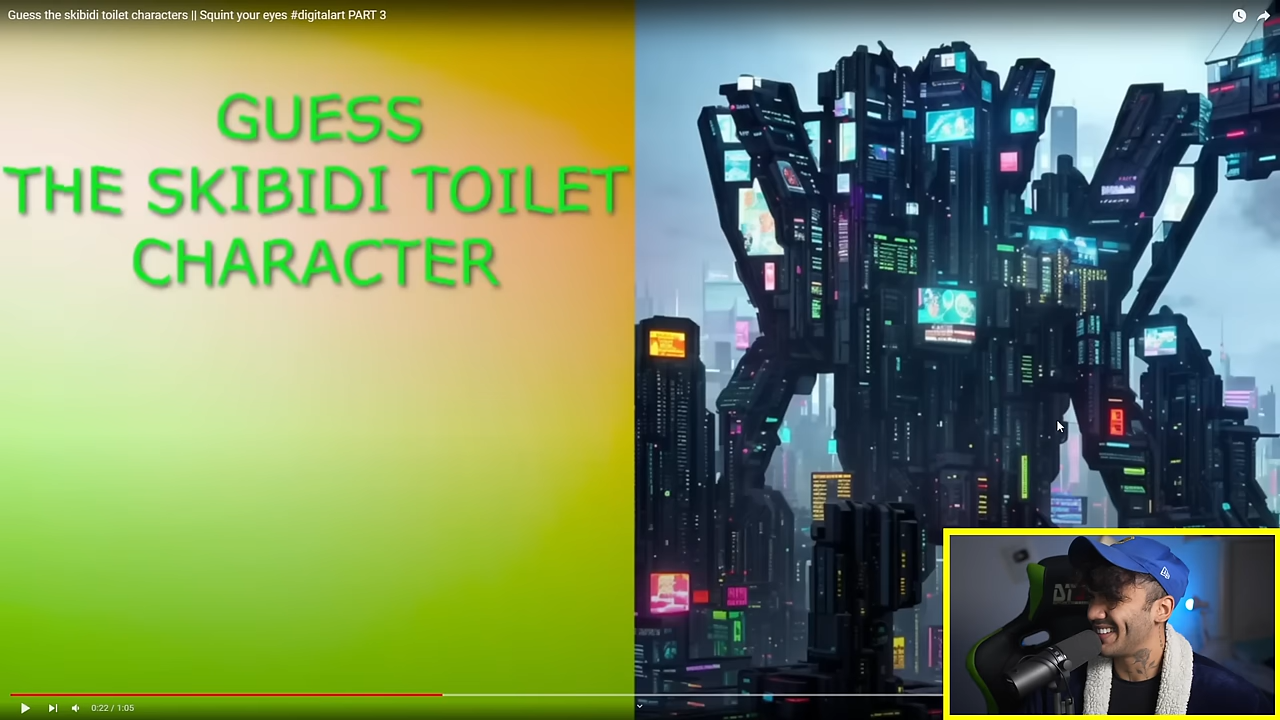 Guess the skibidi toilet characters || Squint your eyes #digitalart PART 3
GUESS
THE SKIBIDI TOILET
CHARACTER
0:22 / 1:05